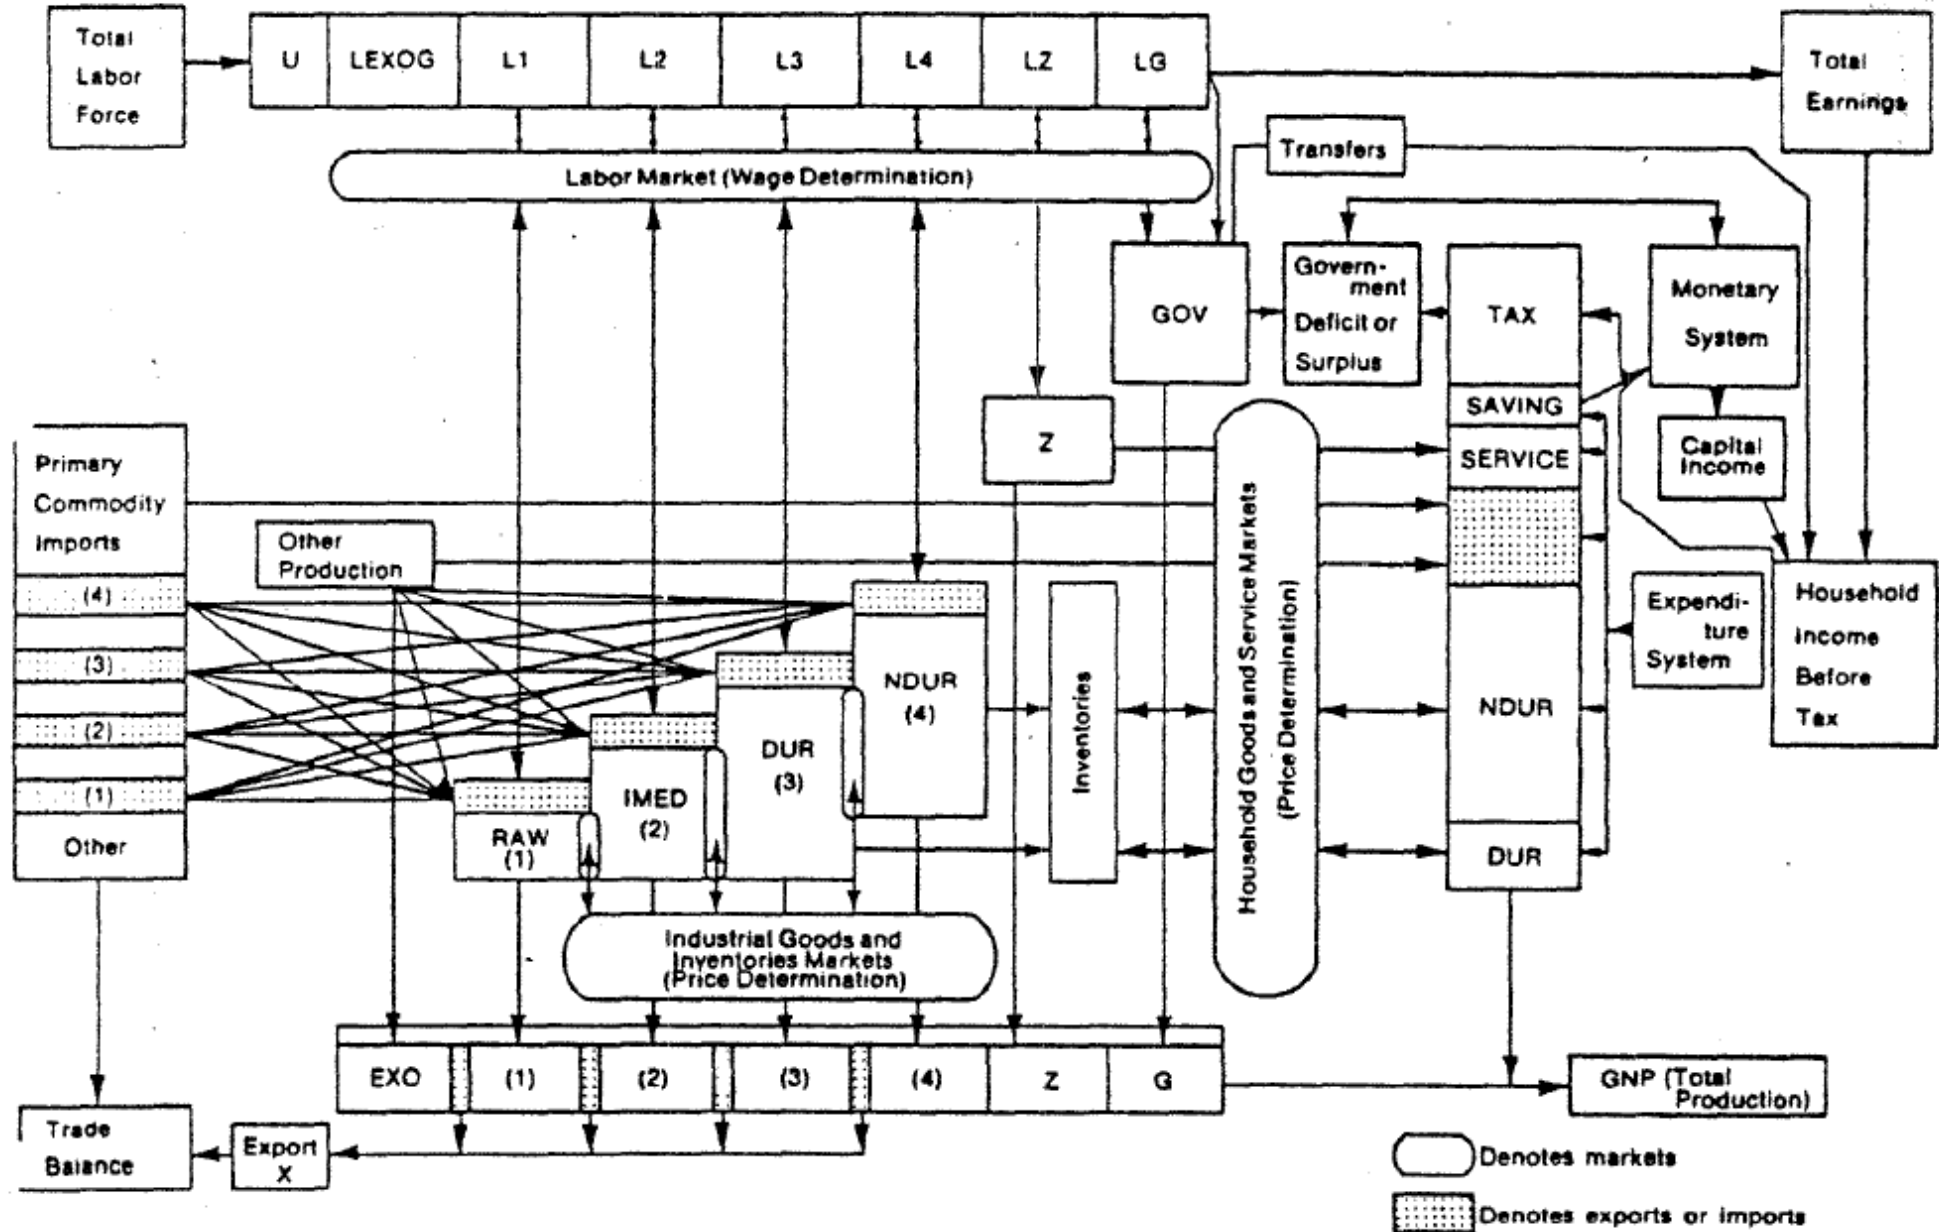 Total
Labor
Force
U
LEXOG
L1
L2
L3
L4
LZ
LG
Total
Earnings
Transfers
Labor Market (Wage Determination)
GOV
Govern-
ment
Deficit or
Surplus
TAX
Monetary
System
SAVING
Z
SERVICE
Capital
Income
Primary
Commodity
Imports
Other
Production
(4)
(3)
(2)
(1)
Other
RAW
(1)
IMED
(2)
DUR
(3)
NDUR
(4)
Inventories
Household Goods and Service Markets
(Price Determination)
NDUR
DUR
Expendi-
ture
System
Household
Income
Before
Tax
Industrial Goods and
Inventories Markets
(Price Determination)
EXO
(1)
(2)
(3)
(4)
Z
G
GNP (Total
Production)
Trade
Balance
Export
X
Denotes markets
Denotes exports or imports